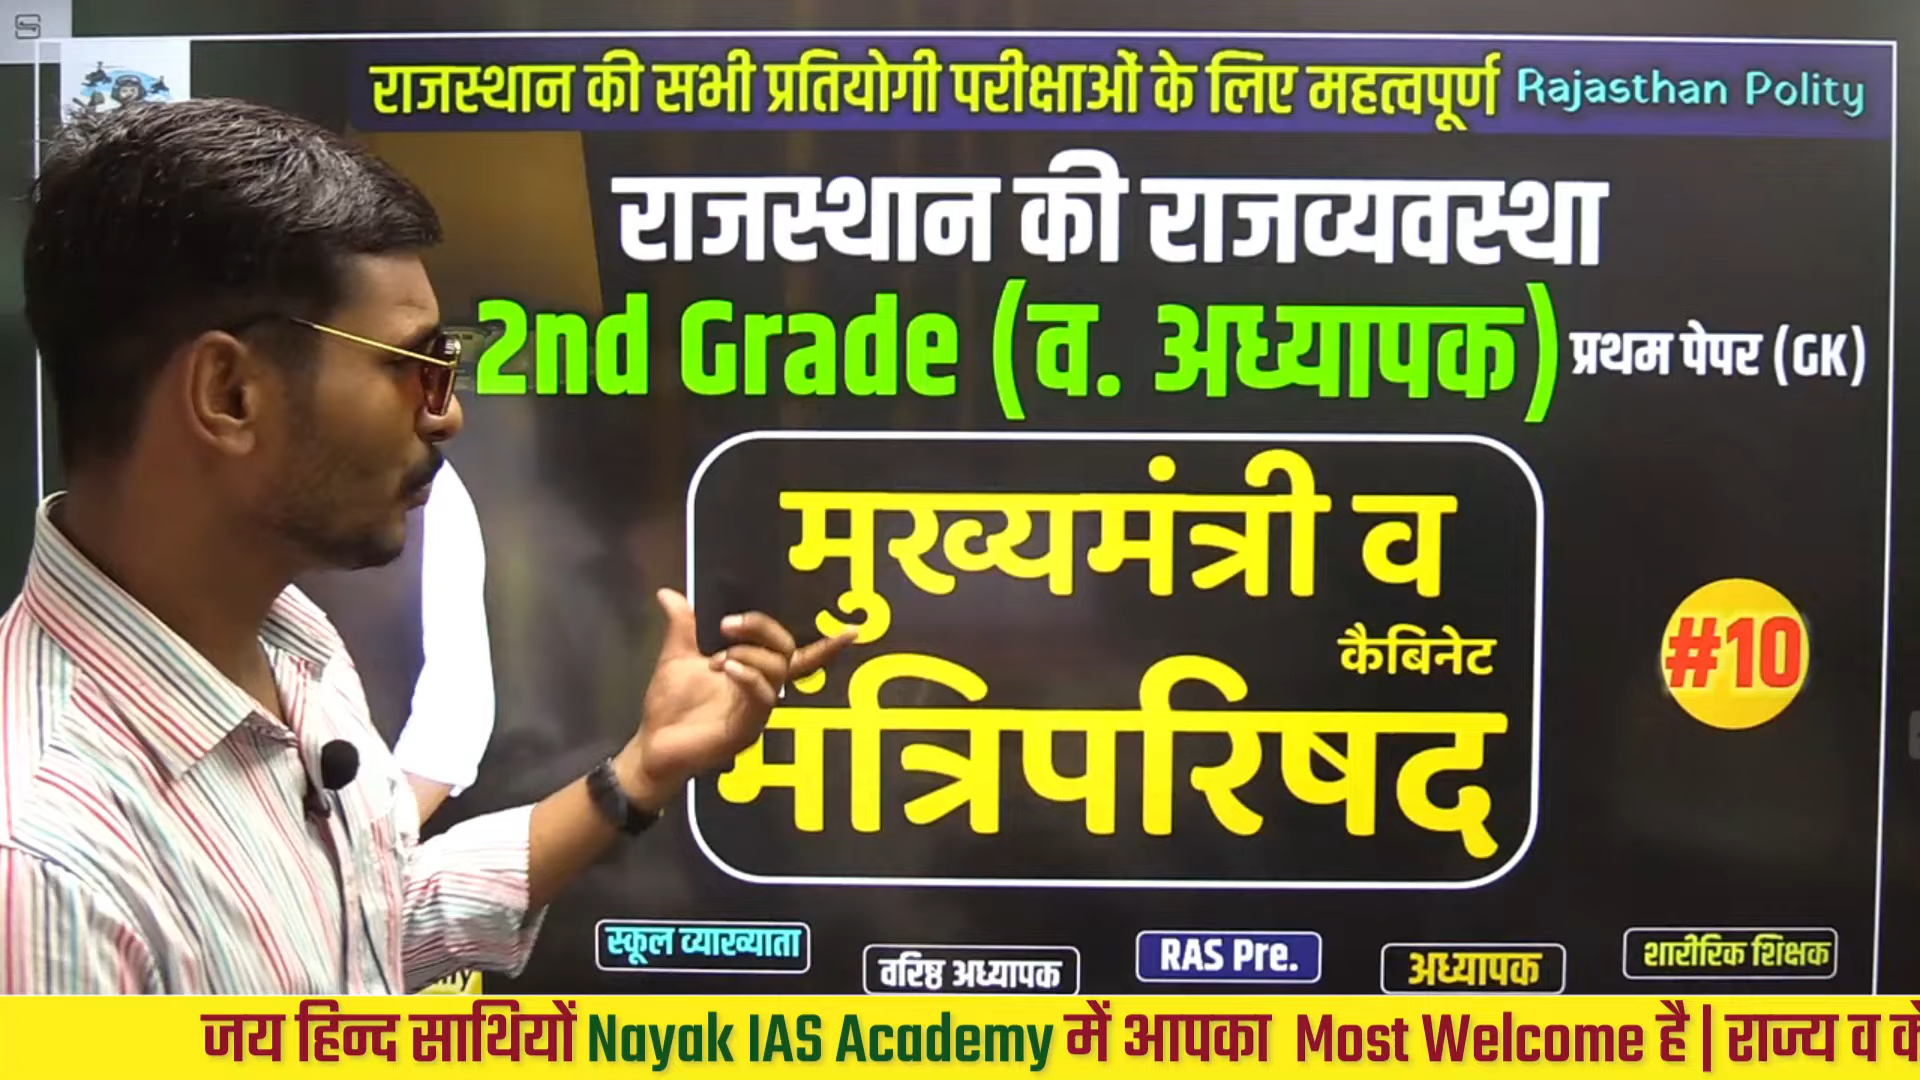 राजस्थान की सभी प्रतियोगी परीक्षाओं के लिए महत्वपूर्ण Rajasthan Polity
राजस्थान की राजव्यवस्था
2nd Grade (व. अध्यापक) प्रथम पेपर (GK)
मुख्यमंत्री व
कैबिनेट
मंत्रिपरिषद
#10
स्कूल व्याख्याता
वरिष्ठ अध्यापक
RAS Pre.
अध्यापक
शारीरिक शिक्षक
जय हिन्द साथियों Nayak IAS Academy में आपका Most Welcome है | राज्य व